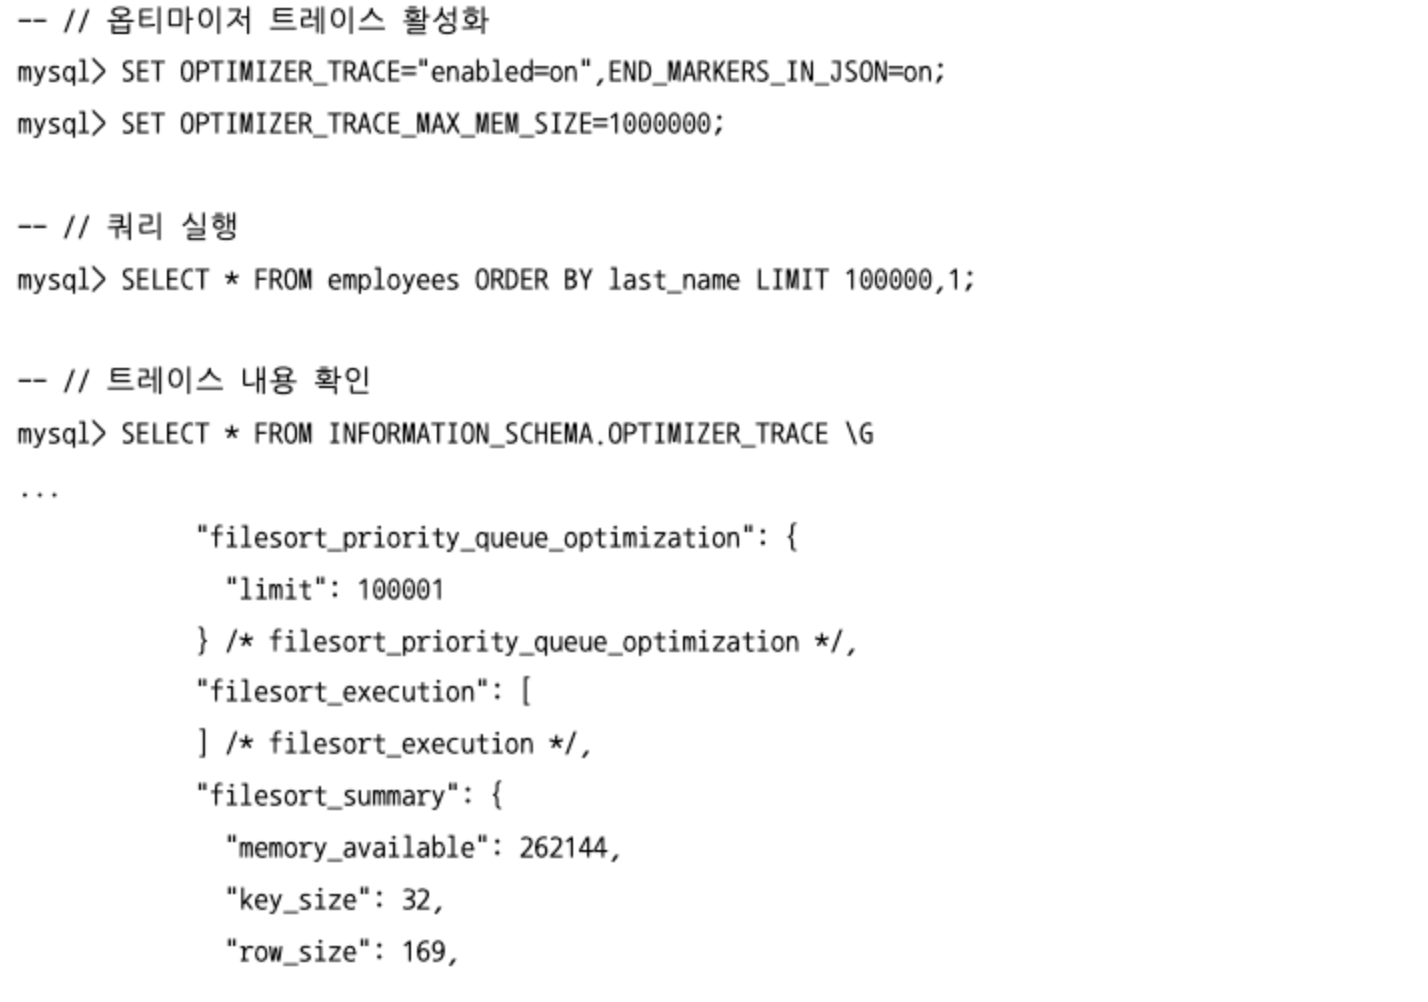 -- // 옵티마이저 트레이스 활성화
mysql> SET OPTIMIZER_TRACE="enabled=on",END_MARKERS_IN_JSON=on;
mysql> SET OPTIMIZER_TRACE_MAX_MEM_SIZE=1000000;
-- // 쿼리 실행
mysql> SELECT * FROM employees ORDER BY last_name LIMIT 100000,1;
-- // 트레이스 내용 확인
mysql> SELECT * FROM INFORMATION_SCHEMA.OPTIMIZER_TRACE \G
...
"filesort_priority_queue_optimization": {
"limit": 100001
} /* filesort_priority_queue_optimization */,
"filesort_execution": [
] /* filesort_execution */,
"filesort_summary": {
"memory_available": 262144,
"key_size": 32,
"row_size": 169,